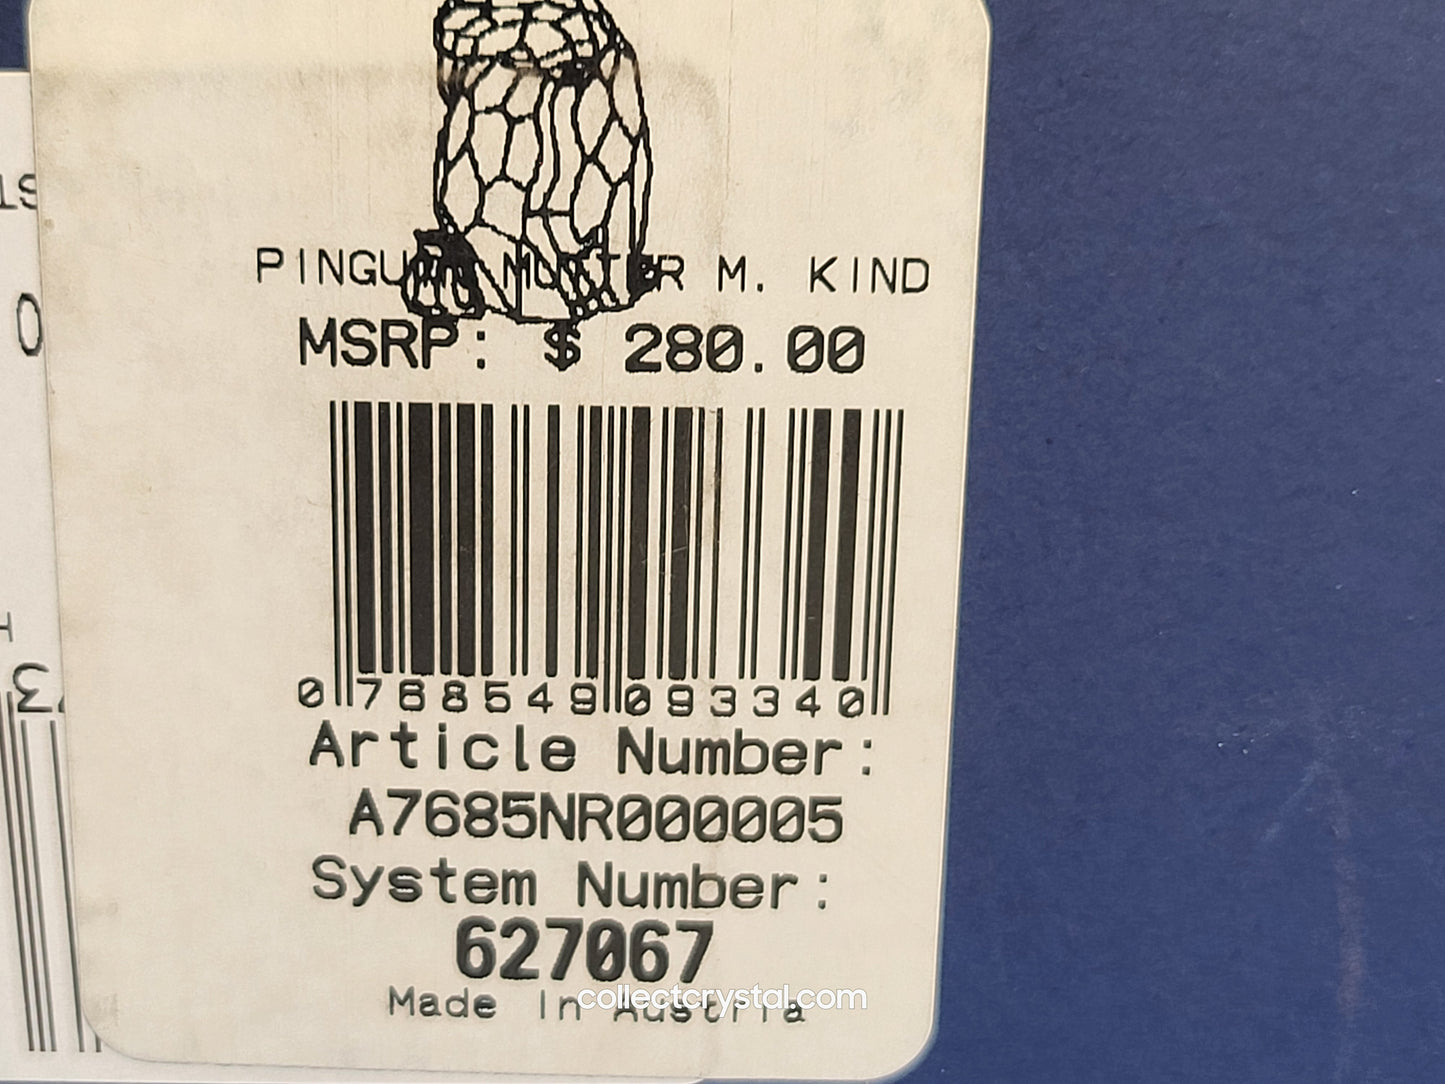 PINGUIN MUTTER M. KIND
MSRP: $ 280.00
0 768549 093340
Article Number:
A7685NR000005
System Number:
627067
Made In Austria
collectcrystal.com